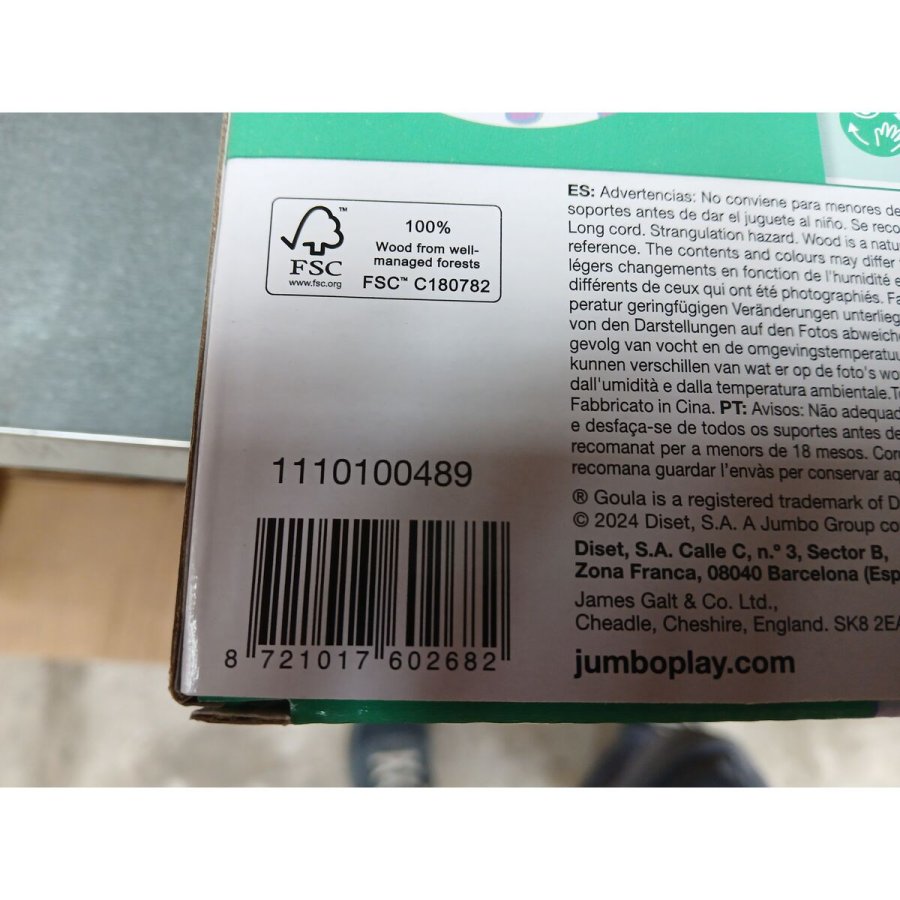 FSC
™
www.fsc.org
100%
Wood from well-
managed forests
FSC™ C180782
ES: Advertencias: No conviene para menores de
soportes antes de dar el juguete al niño. Se
Long cord. Strangulation hazard. Wood is a
reference. The contents and colours may differ
légers changements en fonction de l'humidité
différents de ceux qui ont été photographiés.
peratur geringfügigen Veränderungen
von den Darstellungen auf den Fotos
gevolg van vocht en de
kunnen verschillen van wat er op de foto's
dall'umidità e dalla temperatura ambientale.
Fabbricato in Cina. PT: Avisos: Não
e desfaça-se de todos os suportes antes de
recomanat per a menors de 18 mesos.
recomana guardar l'envàs per conservar
® Goula is a registered trademark of
© 2024 Diset, S.A. A Jumbo Group
Diset, S.A. Calle C, n.º 3, Sector B,
Zona Franca, 08040 Barcelona
James Galt & Co. Ltd.,
Cheadle, Cheshire, England. SK8
jumboplay.com
1110100489
8 721017 602682